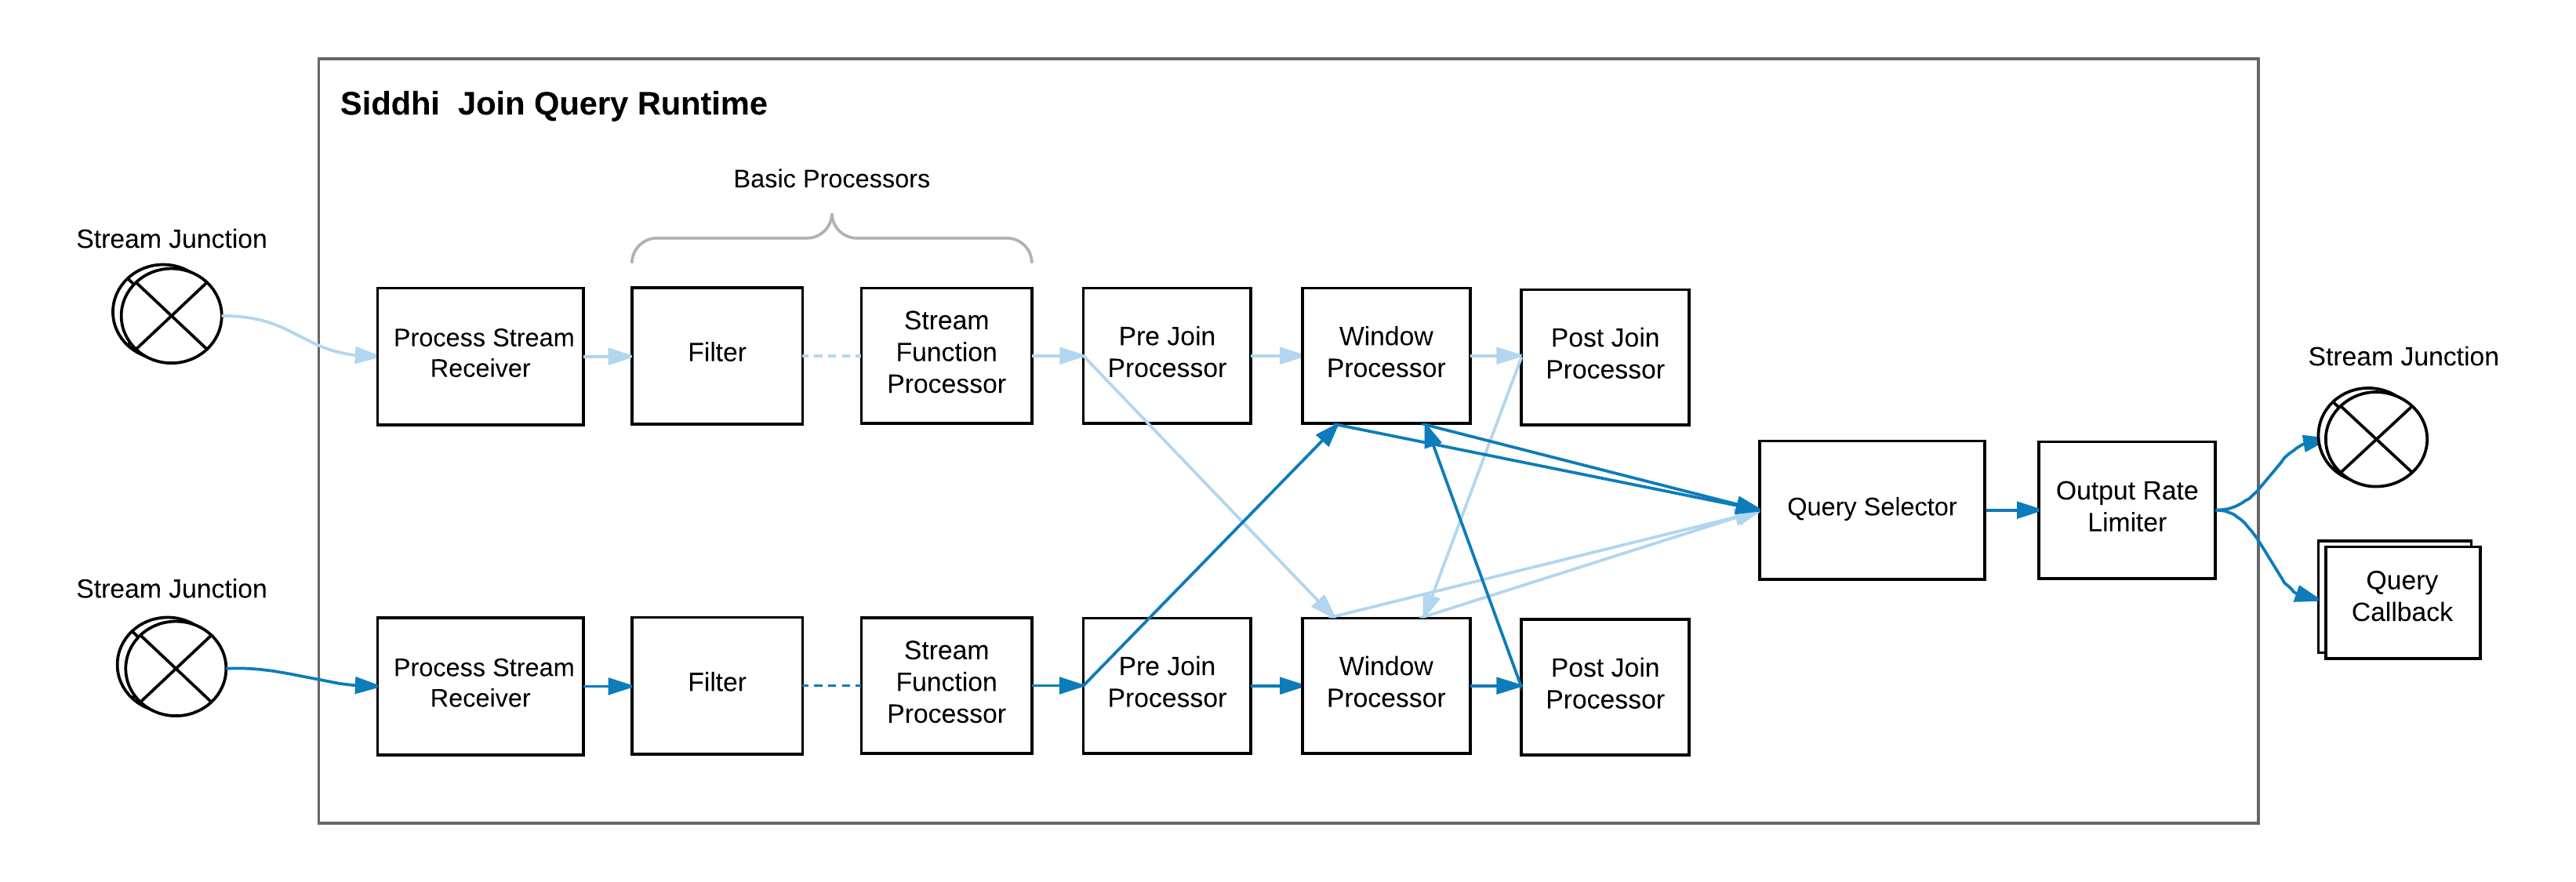 Siddhi  Join Query Runtime
Basic Processors
Stream Junction
Process Stream
Receiver
Filter
Stream
Function
Processor
Pre Join
Processor
Window
Processor
Post Join
Processor
Stream Junction
Query Selector
Output Rate
Limiter
Query
Callback
Stream Junction
Process Stream
Receiver
Filter
Stream
Function
Processor
Pre Join
Processor
Window
Processor
Post Join
Processor